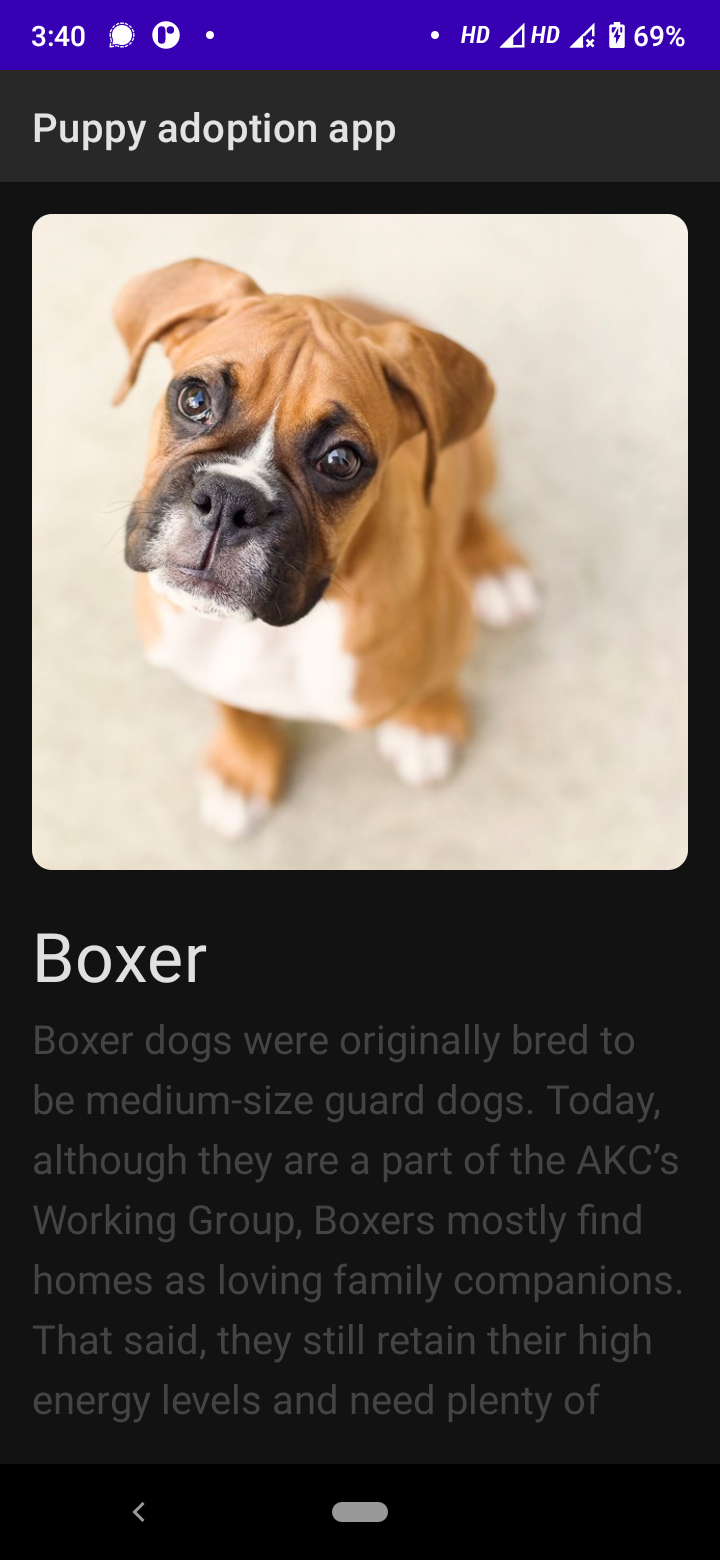 3:40 HD HD 69%
Puppy adoption app
Boxer
Boxer dogs were originally bred to
be medium-size guard dogs. Today,
although they are a part of the AKC’s
Working Group, Boxers mostly find
homes as loving family companions.
That said, they still retain their high
energy levels and need plenty of